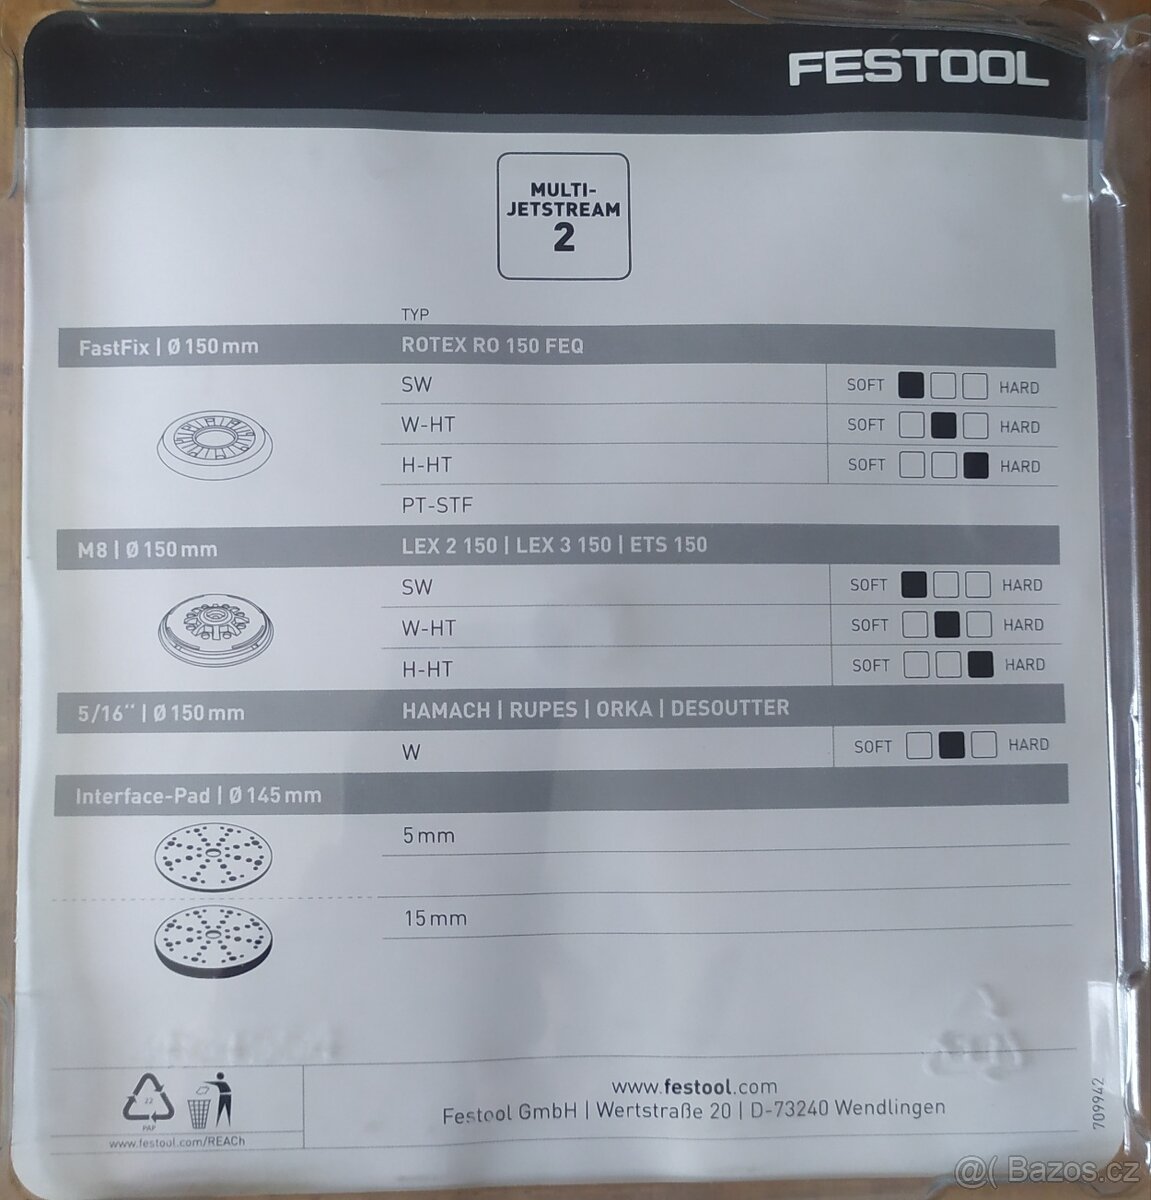 FESTOOL
MULTI-
JETSTREAM
2
TYP
FastFix | Ø 150 mm ROTEX RO 150 FEQ
SW SOFT HARD
W-HT SOFT HARD
H-HT SOFT HARD
PT-STF
M8 | Ø 150 mm LEX 2 150 | LEX 3 150 | ETS 150
SW SOFT HARD
W-HT SOFT HARD
H-HT SOFT HARD
5/16“ | Ø 150 mm HAMACH | RUPES | ORKA | DESOUTTER
W SOFT HARD
Interface-Pad | Ø 145 mm
5 mm
15 mm
22
PAP
www.festool.com/REACh
www.festool.com
Festool GmbH | Wertstraße 20 | D-73240 Wendlingen
709942
@( Bazos.cz